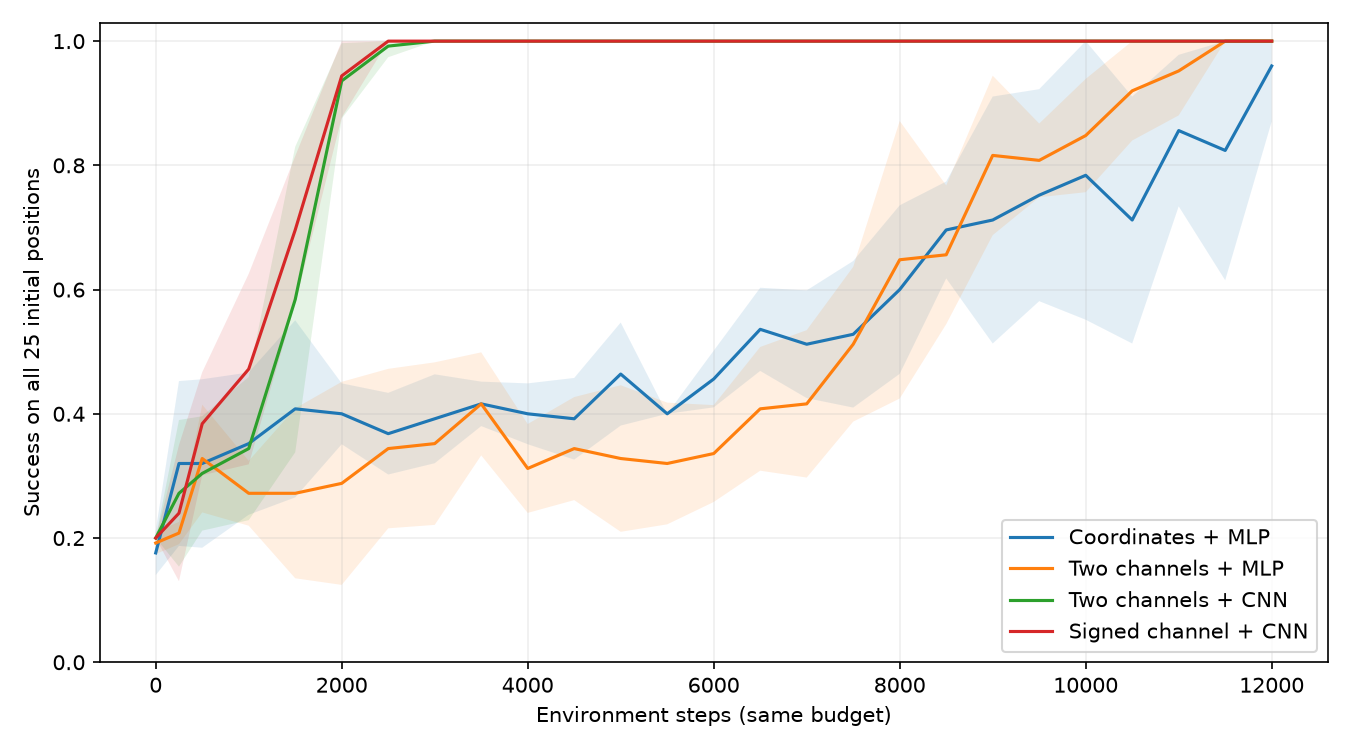 1.0
0.8
0.6
0.4
0.2
0.0
Success on all 25 initial positions
0 2000 4000 6000 8000 10000 12000
Environment steps (same budget)
Coordinates + MLP
Two channels + MLP
Two channels + CNN
Signed channel + CNN